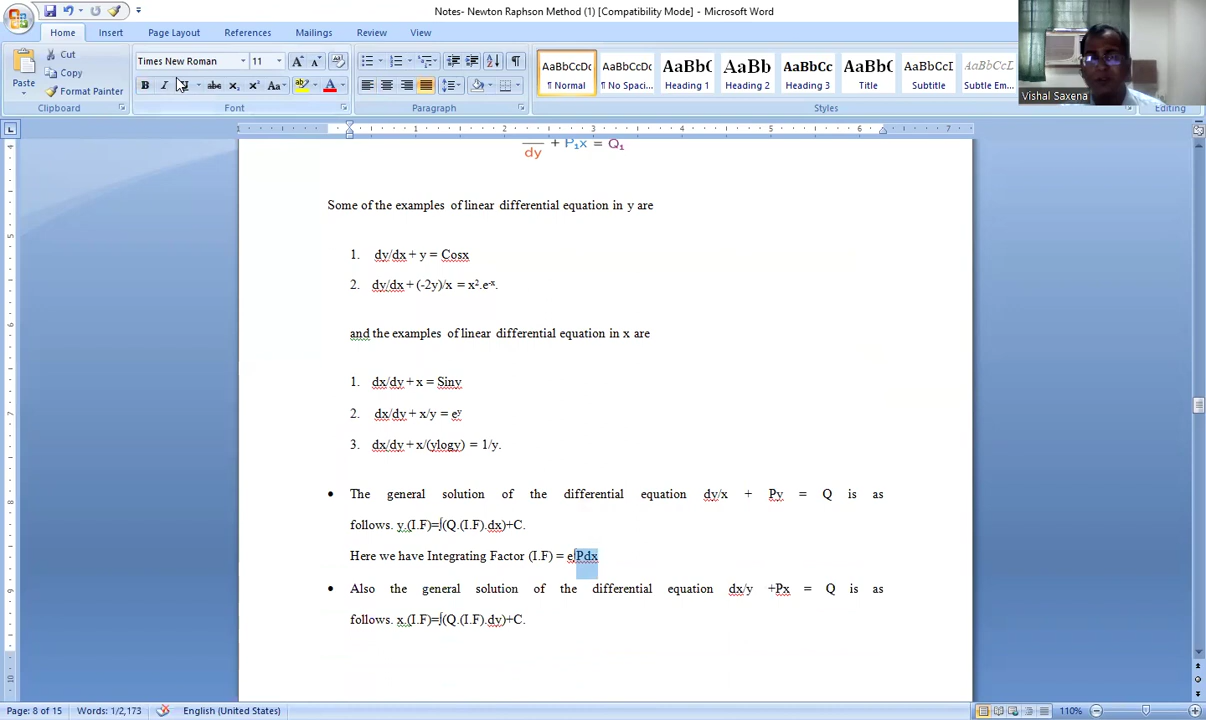 Notes- Newton Raphson Method (1) [Compatibility Mode] - Microsoft Word
Home Insert Page Layout References Mailings Review View
Paste Cut Copy Format Painter
Times New Roman 11
AaBbCcDc AaBbCcDc AaBbC AaBb AaBbCc AaBbC AaBbCcI AaBbCcDc
¶ Normal ¶ No Spaci... Heading 1 Heading 2 Heading 3 Title Subtitle Subtle Em...
Vishal Saxena
Clipboard Font Paragraph Styles Editing
dy + P₁x = Q₁
Some of the examples of linear differential equation in y are
1. dy/dx + y = Cosx
2. dy/dx + (-2y)/x = x².e⁻ˣ.
and the examples of linear differential equation in x are
1. dx/dy + x = Siny
2. dx/dy + x/y = eʸ
3. dx/dy + x/(ylogy) = 1/y.
• The general solution of the differential equation dy/x + Py = Q is as
follows. y.(I.F)=∫(Q.(I.F).dx)+C.
Here we have Integrating Factor (I.F) = e∫Pdx
• Also the general solution of the differential equation dx/y +Px = Q is as
follows. x.(I.F)=∫(Q.(I.F).dy)+C.
Page: 8 of 15 Words: 1/2,173 English (United States) 110%